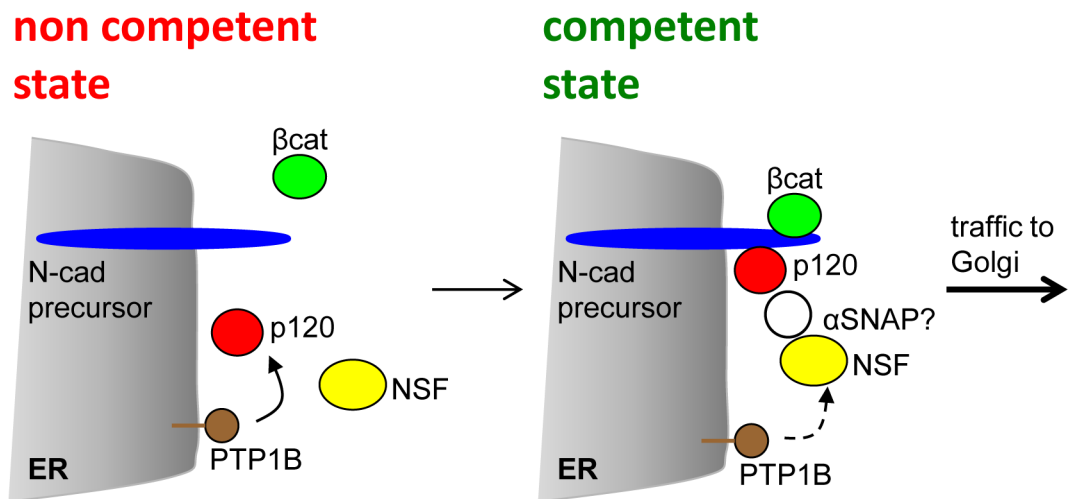 non competent
state
βcat
N-cad
precursor
p120
NSF
PTP1B
ER
competent
state
βcat
N-cad
precursor
p120
αSNAP?
NSF
PTP1B
ER
traffic to
Golgi